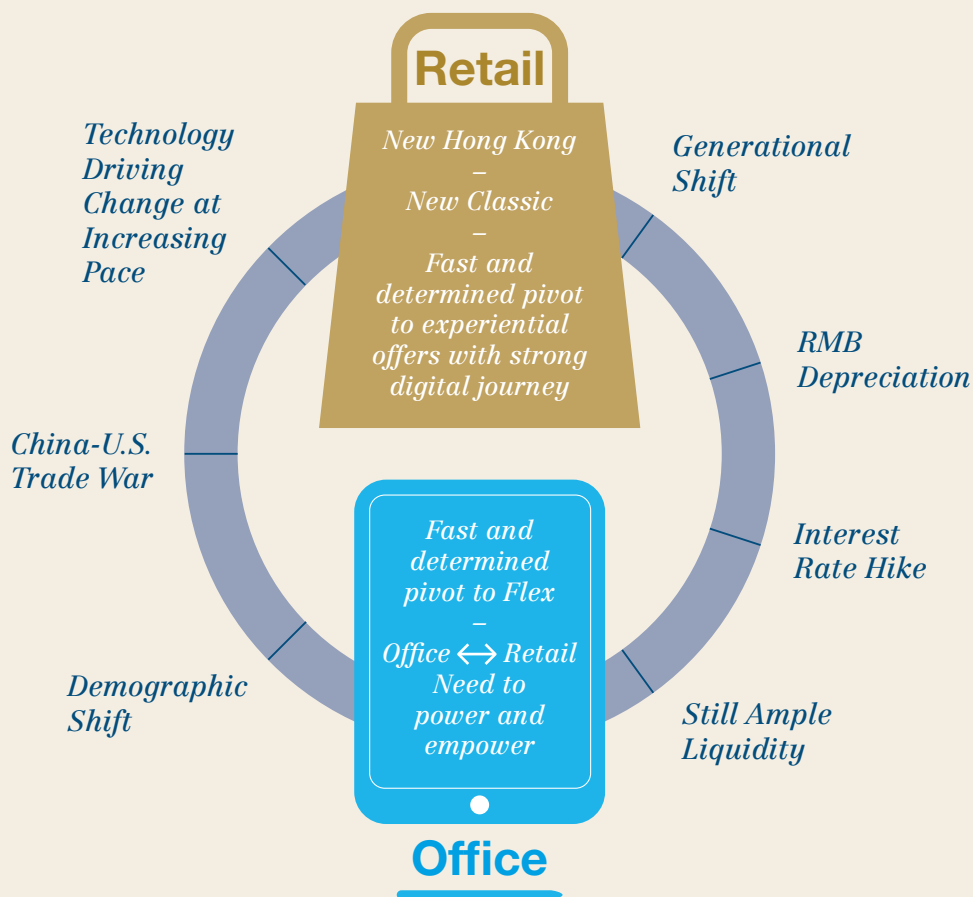 Retail
New Hong Kong
–
New Classic
–
Fast and
determined pivot
to experiential
offers with strong
digital journey
Technology
Driving
Change at
Increasing
Pace
Generational
Shift
RMB
Depreciation
China-U.S.
Trade War
Interest
Rate Hike
Demographic
Shift
Still Ample
Liquidity
Fast and
determined
pivot to Flex
–
Office ↔ Retail
Need to
power and
empower
Office